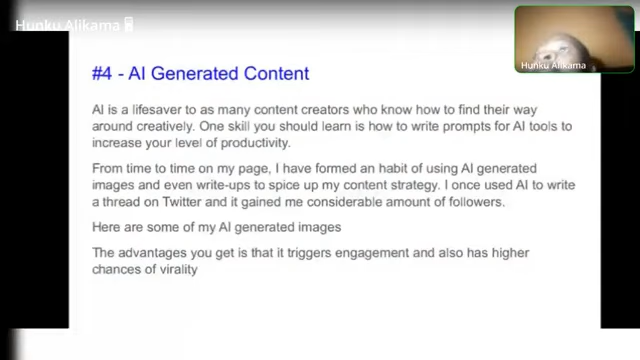 Hunku Alikama
Hunku Alikama
#4 - AI Generated Content
AI is a lifesaver to as many content creators who know how to find their way
around creatively. One skill you should learn is how to write prompts for AI tools to
increase your level of productivity.
From time to time on my page, I have formed an habit of using AI generated
images and even write-ups to spice up my content strategy. I once used AI to write
a thread on Twitter and it gained me considerable amount of followers.
Here are some of my AI generated images
The advantages you get is that it triggers engagement and also has higher
chances of virality